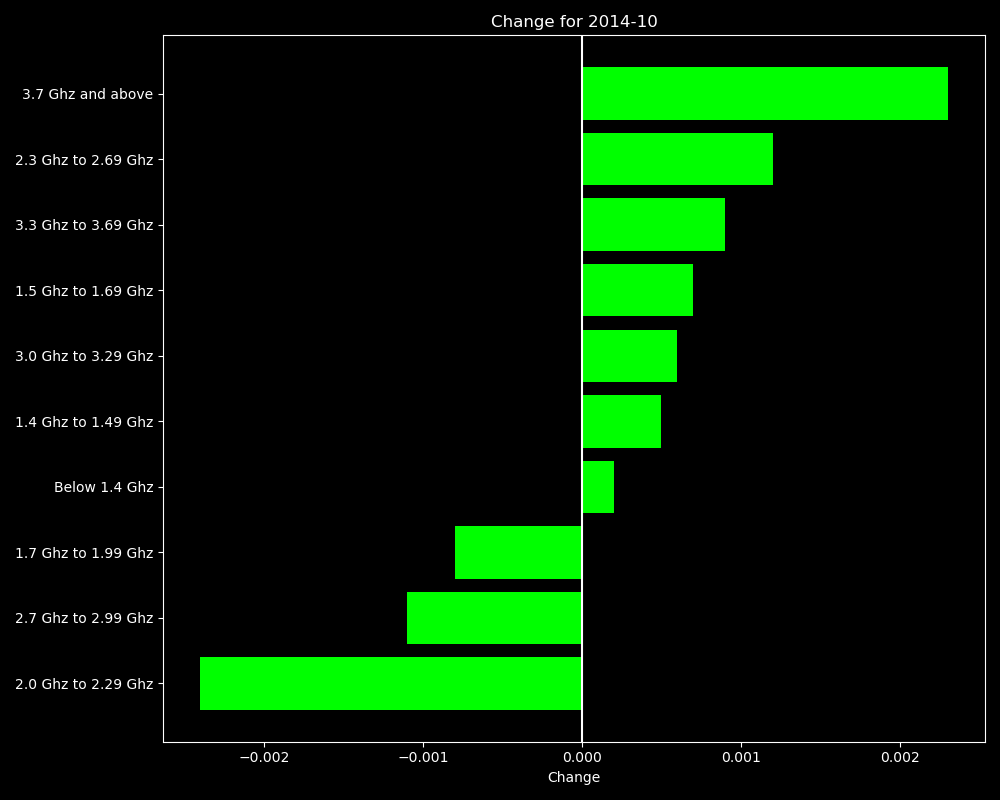 Change for 2014-10
3.7 Ghz and above
2.3 Ghz to 2.69 Ghz
3.3 Ghz to 3.69 Ghz
1.5 Ghz to 1.69 Ghz
3.0 Ghz to 3.29 Ghz
1.4 Ghz to 1.49 Ghz
Below 1.4 Ghz
1.7 Ghz to 1.99 Ghz
2.7 Ghz to 2.99 Ghz
2.0 Ghz to 2.29 Ghz
−0.002 −0.001 0.000 0.001 0.002
Change